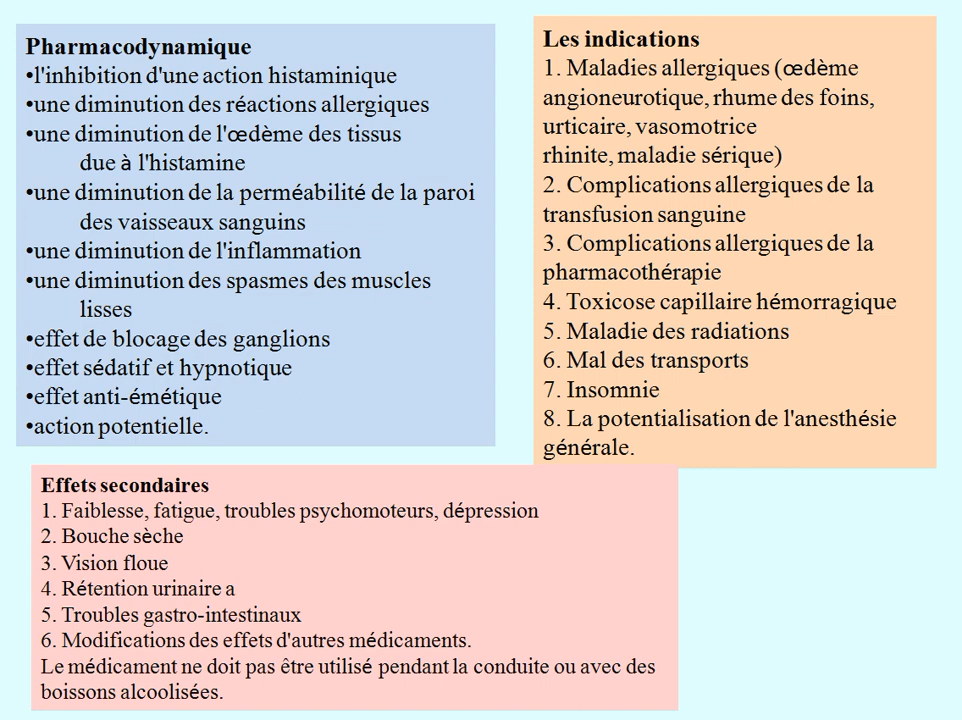 Pharmacodynamique
•l'inhibition d'une action histaminique
•une diminution des réactions allergiques
•une diminution de l'œdème des tissus
due à l'histamine
•une diminution de la perméabilité de la paroi
des vaisseaux sanguins
•une diminution de l'inflammation
•une diminution des spasmes des muscles
lisses
•effet de blocage des ganglions
•effet sédatif et hypnotique
•effet anti-émétique
•action potentielle.
Les indications
1. Maladies allergiques (œdème
angioneurotique, rhume des foins,
urticaire, vasomotrice
rhinite, maladie sérique)
2. Complications allergiques de la
transfusion sanguine
3. Complications allergiques de la
pharmacothérapie
4. Toxicose capillaire hémorragique
5. Maladie des radiations
6. Mal des transports
7. Insomnie
8. La potentialisation de l'anesthésie
générale.
Effets secondaires
1. Faiblesse, fatigue, troubles psychomoteurs, dépression
2. Bouche sèche
3. Vision floue
4. Rétention urinaire a
5. Troubles gastro-intestinaux
6. Modifications des effets d'autres médicaments.
Le médicament ne doit pas être utilisé pendant la conduite ou avec des
boissons alcoolisées.